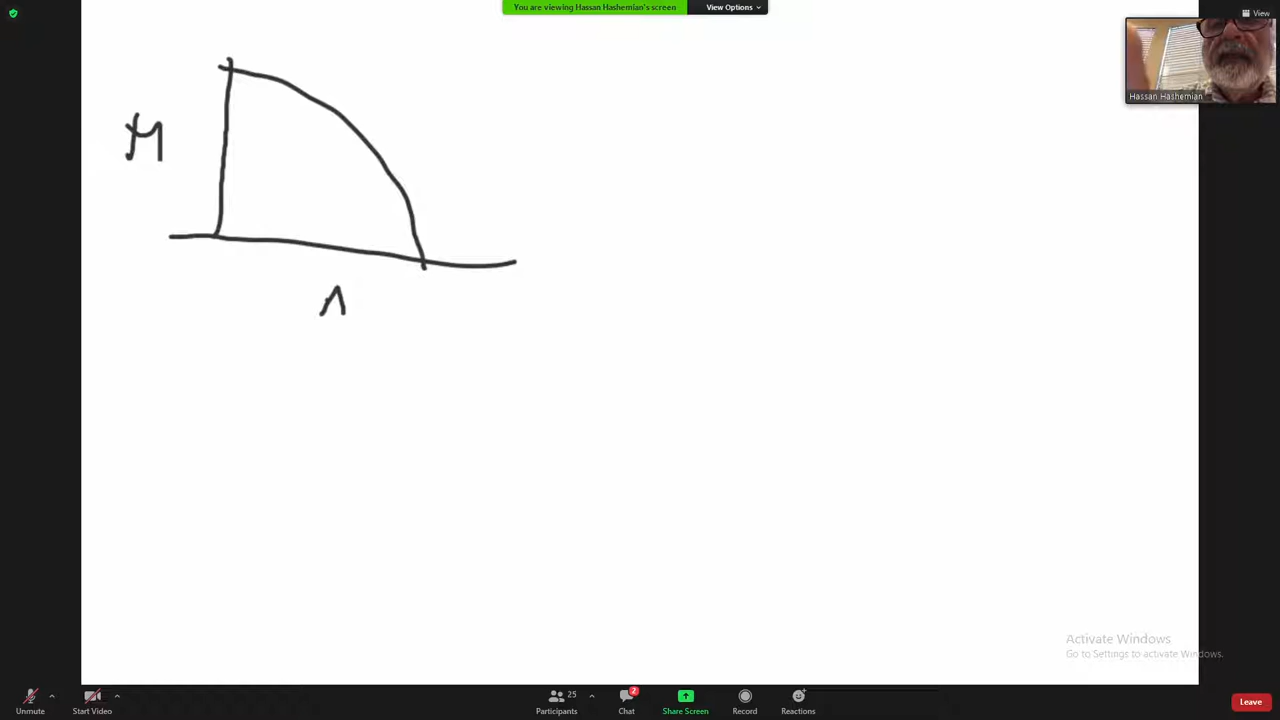 You are viewing Hassan Hashemian's screen
View Options
View
Hassan Hashemian
Activate Windows
Go to Settings to activate Windows.
Unmute
Start Video
25
Participants
2
Chat
Share Screen
Record
Reactions
Leave